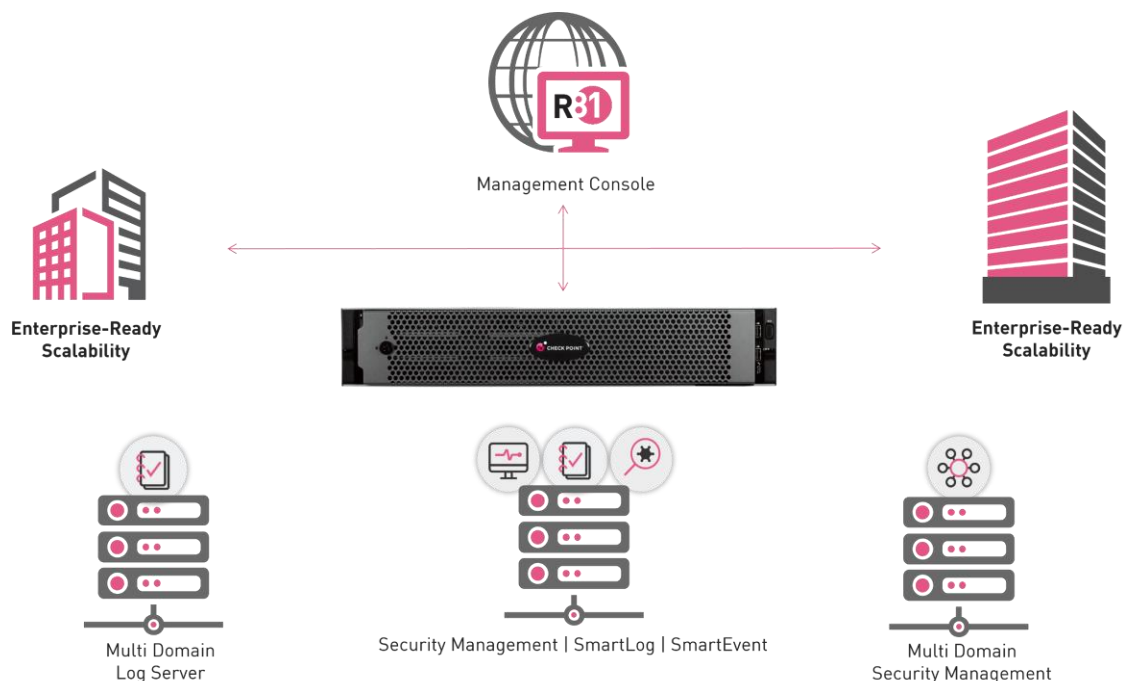 R81
Management Console
Enterprise-Ready
Scalability
Enterprise-Ready
Scalability
CHECK POINT
Multi Domain
Log Server
Security Management | SmartLog | SmartEvent
Multi Domain
Security Management